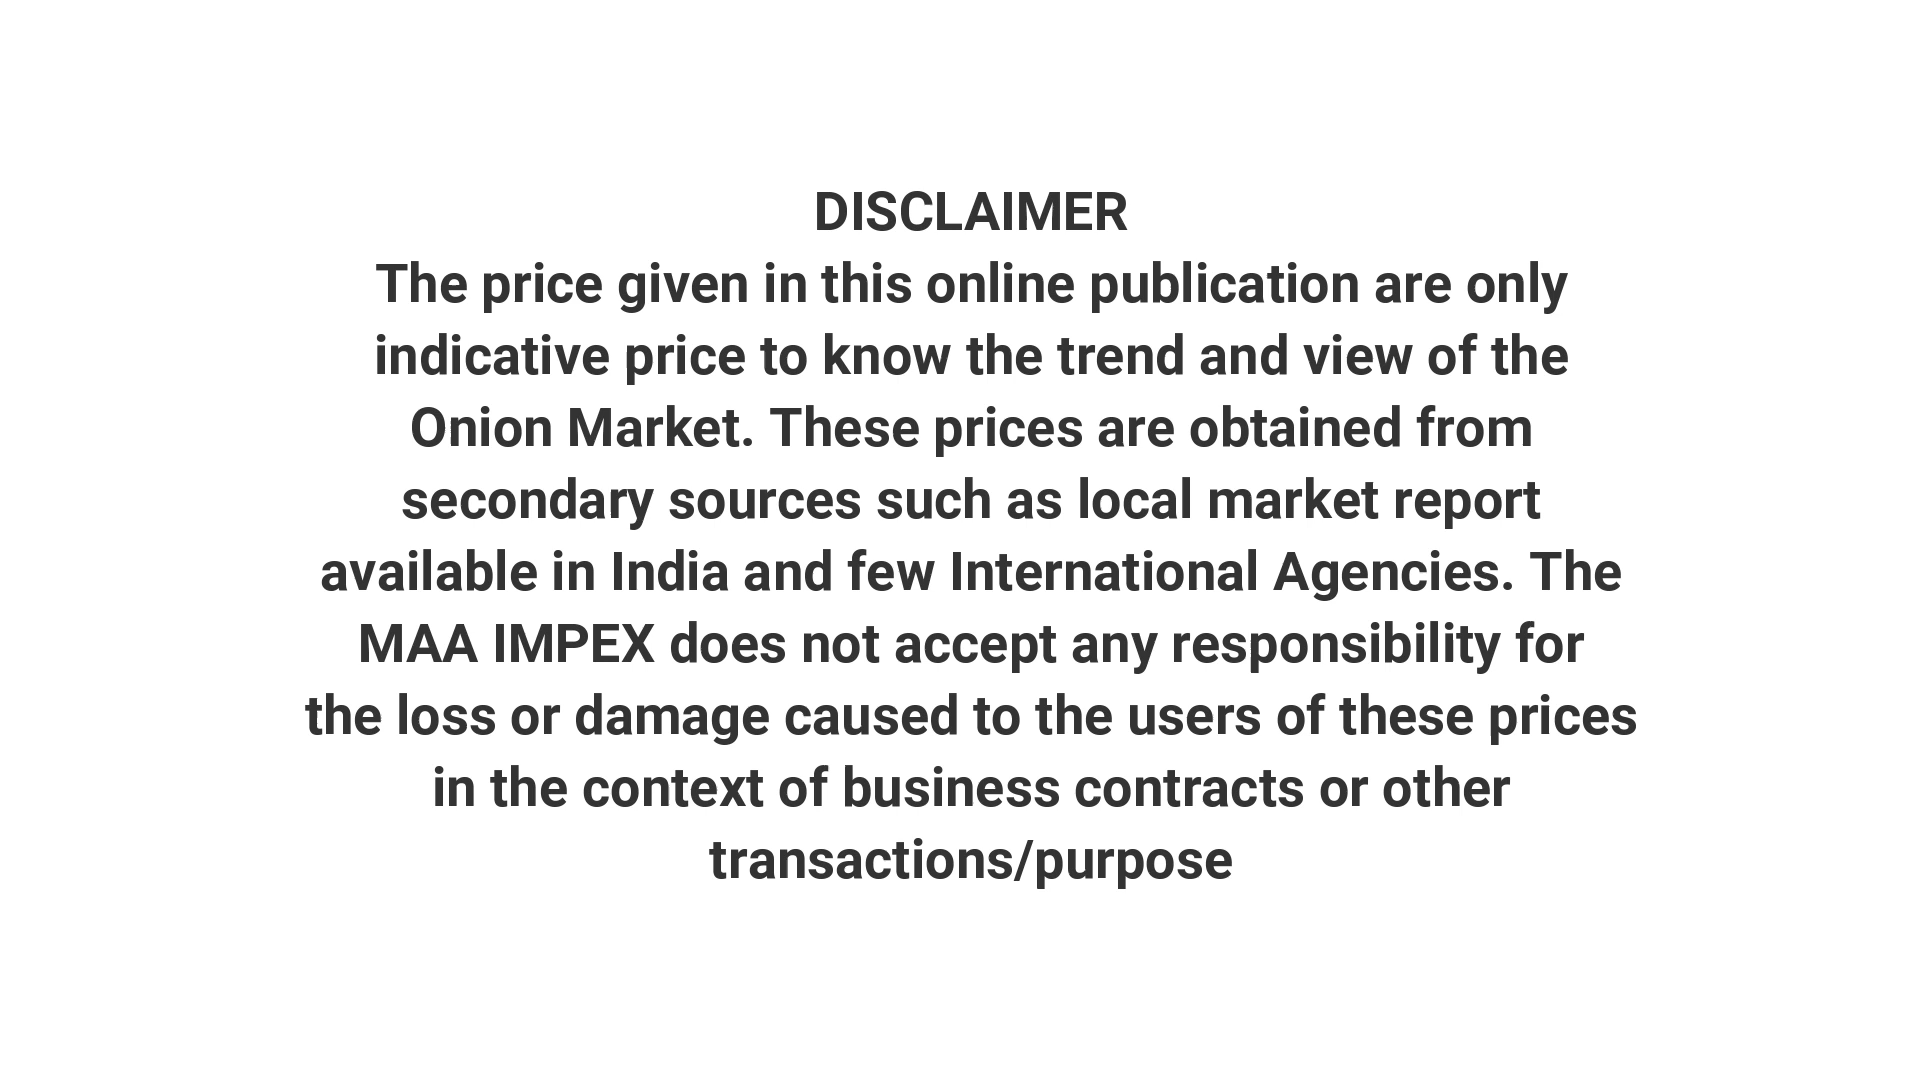 DISCLAIMER
The price given in this online publication are only
indicative price to know the trend and view of the
Onion Market. These prices are obtained from
secondary sources such as local market report
available in India and few International Agencies. The
MAA IMPEX does not accept any responsibility for
the loss or damage caused to the users of these prices
in the context of business contracts or other
transactions/purpose